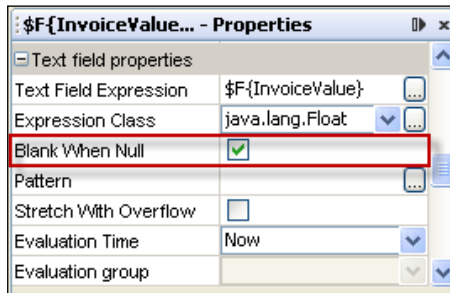 $F{InvoiceValue... - Properties
Text field properties
Text Field Expression $F{InvoiceValue} ...
Expression Class java.lang.Float ...
Blank When Null
Pattern ...
Stretch With Overflow
Evaluation Time Now
Evaluation group